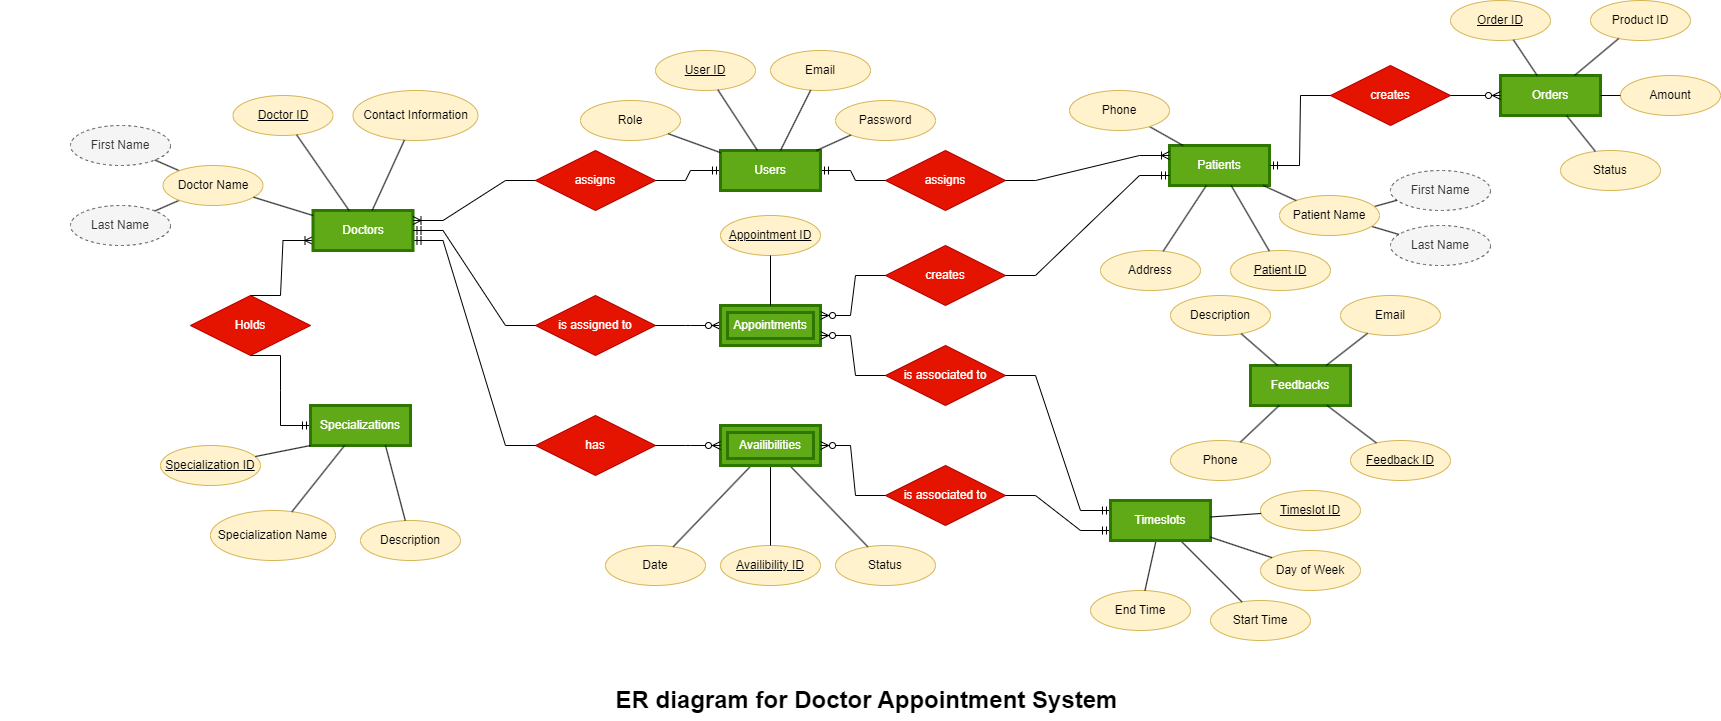 Order ID
Product ID
User ID
Email
Phone
creates
Orders
Amount
Doctor ID
Contact Information
Role
Password
First Name
Doctor Name
Last Name
assigns
Users
assigns
Patients
Status
First Name
Patient Name
Last Name
Doctors
Appointment ID
creates
Address
Patient ID
Holds
is assigned to
Appointments
Description
Email
is associated to
Feedbacks
Specializations
has
Availibilities
Phone
Feedback ID
Specialization ID
is associated to
Timeslots
Timeslot ID
Specialization Name
Description
Date
Availibility ID
Status
Day of Week
End Time
Start Time
ER diagram for Doctor Appointment System